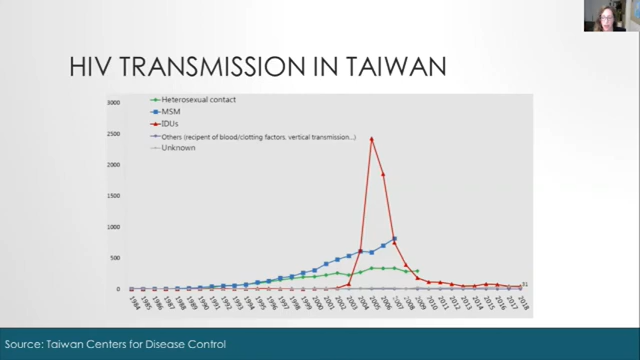 HIV TRANSMISSION IN TAIWAN
Heterosexual contact
MSM
IDUs
Others (recipent of blood/clotting factors, vertical transmission...)
Unknown
3000
2500
2000
1500
1000
500
0
31
1984 1985 1986 1987 1988 1989 1990 1991 1992 1993 1994 1995 1996 1997 1998 1999 2000 2001 2002 2003 2004 2005 2006 2007 2008 2009 2010 2011 2012 2013 2014 2015 2016 2017 2018
Source: Taiwan Centers for Disease Control